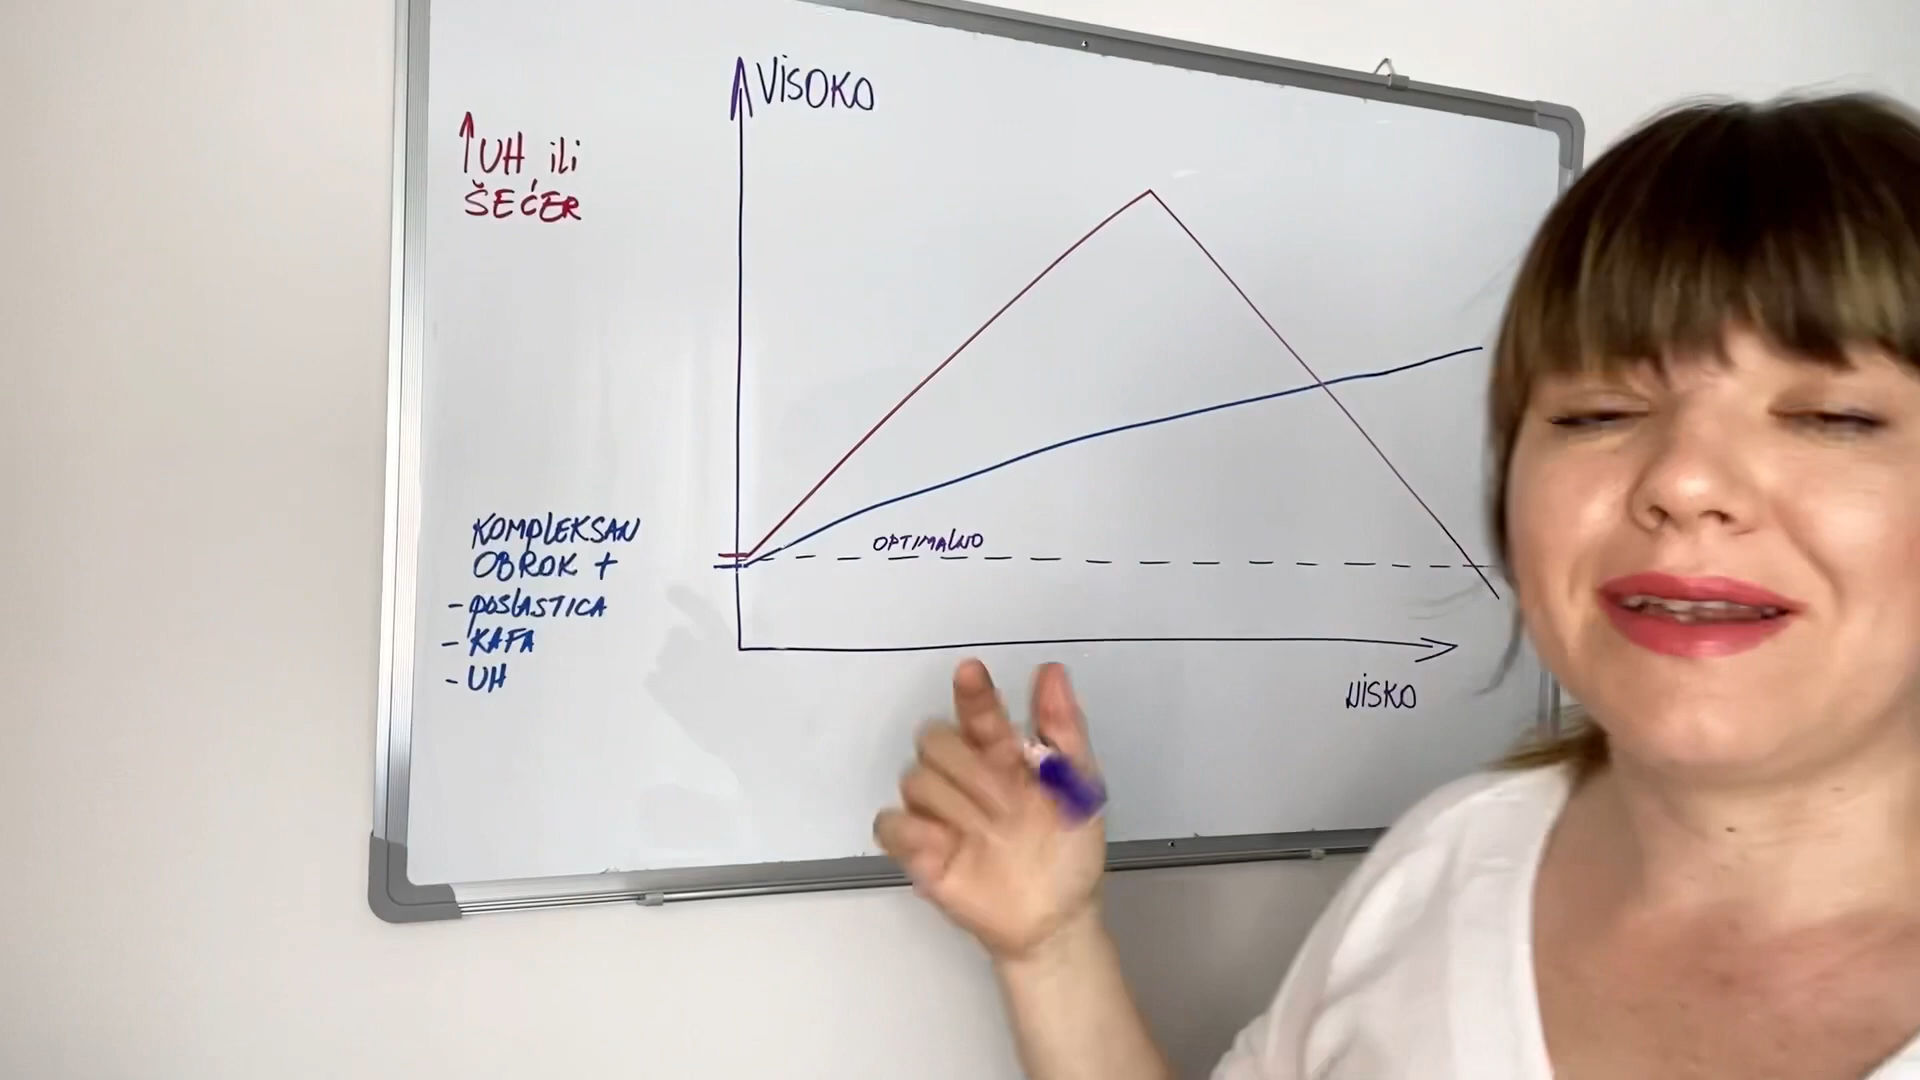 VISOKO
↑UH ili
ŠEĆER
OPTIMALNO
KOMPLEKSAN
OBROK +
- POSLASTICA
- KAFA
- UH
NISKO